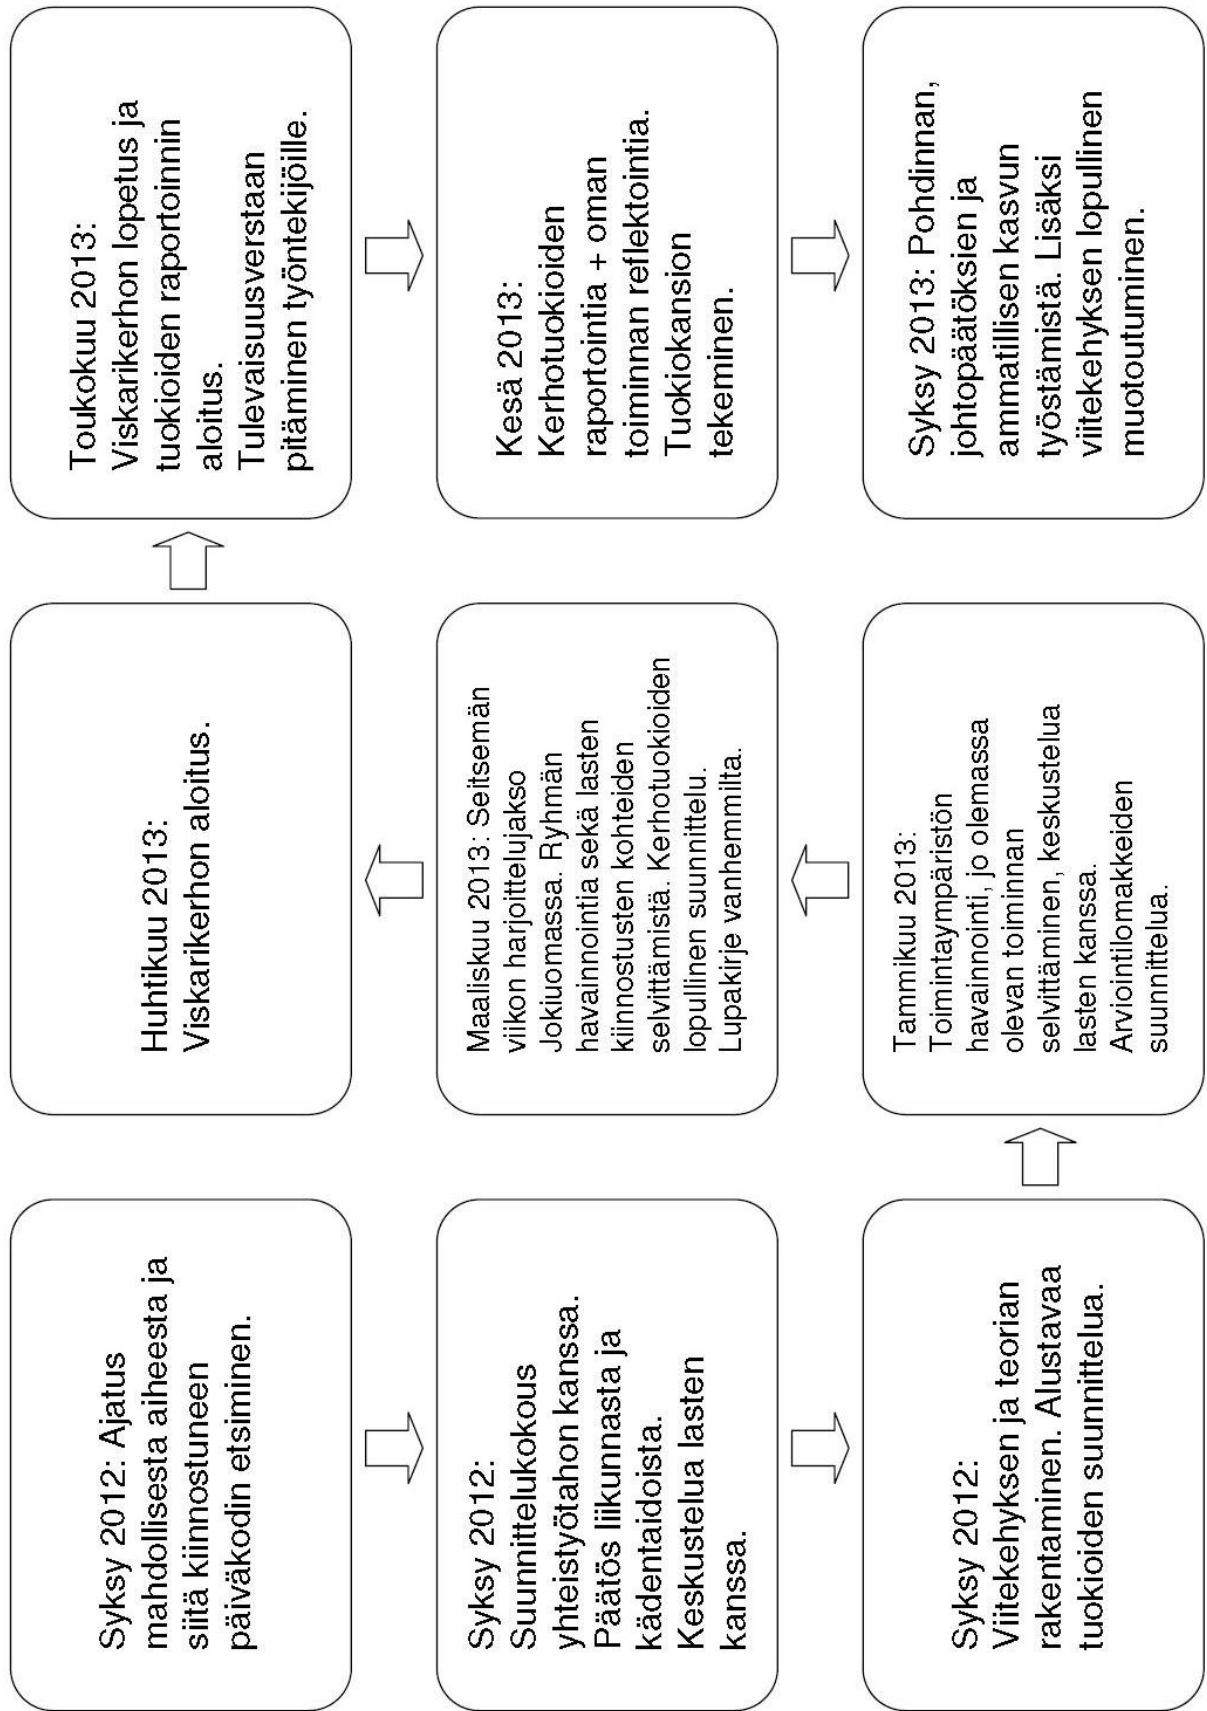 Syksy 2012: Ajatus
mahdollisesta aiheesta ja
siitä kiinnostuneen
päiväkodin etsiminen.
Syksy 2012:
Suunnittelukokous
yhteistyötahon kanssa.
Päätös liikunnasta ja
kädentaidoista.
Keskustelua lasten
kanssa.
Syksy 2012:
Viitekehyksen ja teorian
rakentaminen. Alustavaa
tuokioiden suunnittelua.
Tammikuu 2013:
Toimintaympäristön
havainnointi, jo olemassa
olevan toiminnan
selvittäminen, keskustelua
lasten kanssa.
Arviointilomakkeiden
suunnittelua.
Maaliskuu 2013: Seitsemän
viikon harjoittelujakso
Jokiuomassa. Ryhmän
havainnointia sekä lasten
kiinnostusten kohteiden
selvittämistä. Kerhotuokioiden
lopullinen suunnittelu.
Lupakirje vanhemmilta.
Huhtikuu 2013:
Viskarikerhon aloitus.
Toukokuu 2013:
Viskarikerhon lopetus ja
tuokioiden raportoinnin
aloitus.
Tulevaisuusverstaan
pitäminen työntekijöille.
Kesä 2013:
Kerhotuokioiden
raportointia + oman
toiminnan reflektointia.
Tuokiokansion
tekeminen.
Syksy 2013: Pohdinnan,
johtopäätöksien ja
ammatillisen kasvun
työstämistä. Lisäksi
viitekehyksen lopullinen
muotoutuminen.